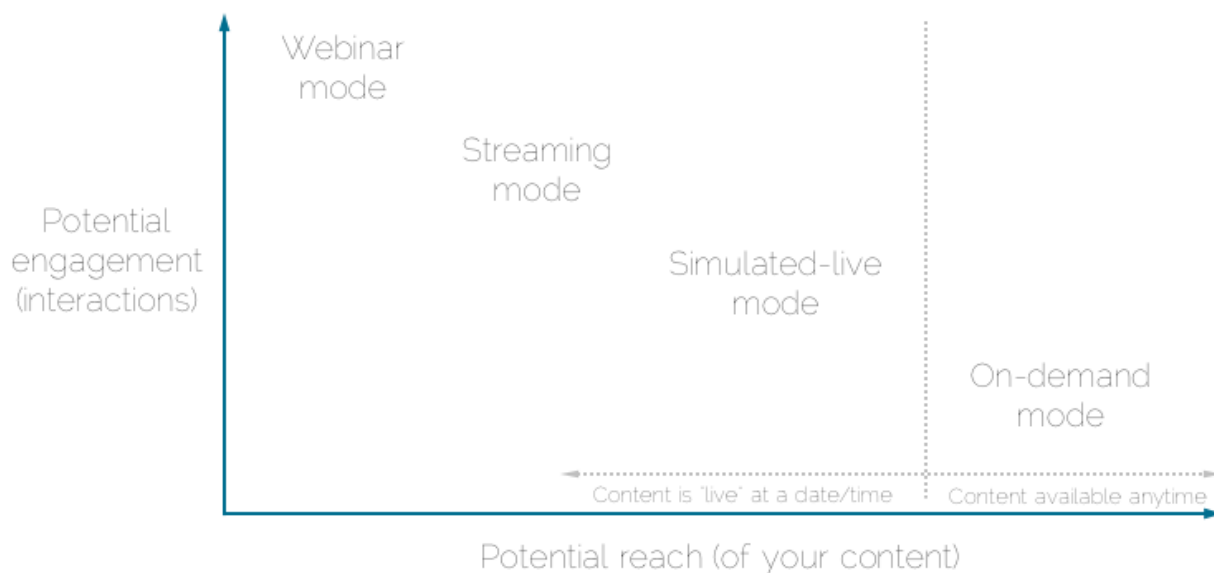 Webinar
mode
Streaming
mode
Potential
engagement
(interactions)
Simulated-live
mode
On-demand
mode
Content is "live" at a date/time
Content available anytime
Potential reach (of your content)